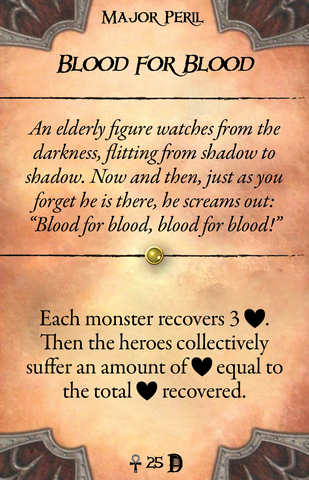 Major Peril
Blood For Blood
An elderly figure watches from the
darkness, flitting from shadow to
shadow. Now and then, just as you
forget he is there, he screams out:
“Blood for blood, blood for blood!”
Each monster recovers 3 ♥.
Then the heroes collectively
suffer an amount of ♥ equal to
the total ♥ recovered.
☥ 25 D